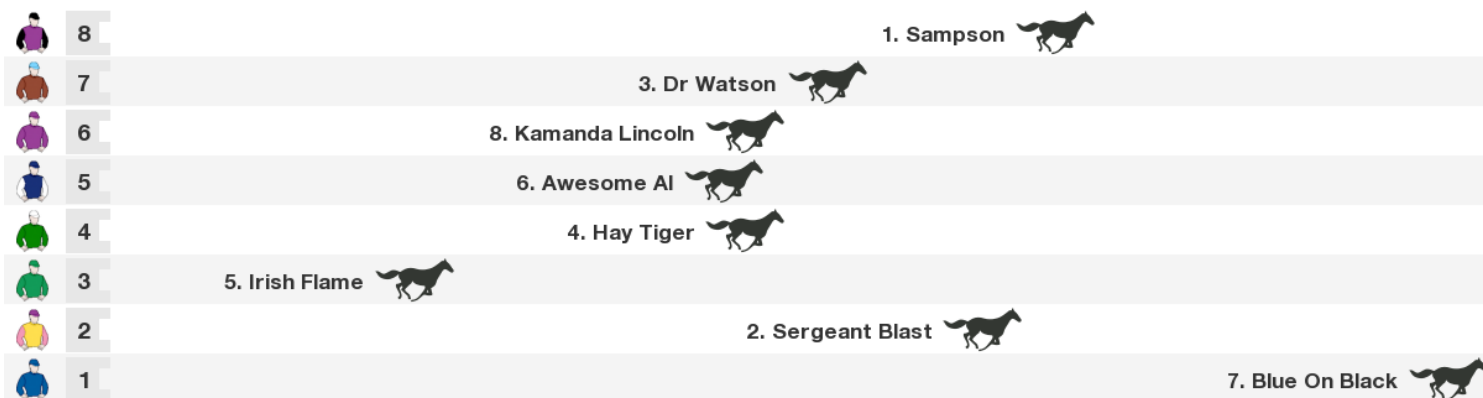 8 1. Sampson
7 3. Dr Watson
6 8. Kamanda Lincoln
5 6. Awesome Al
4 4. Hay Tiger
3 5. Irish Flame
2 2. Sergeant Blast
1 7. Blue On Black